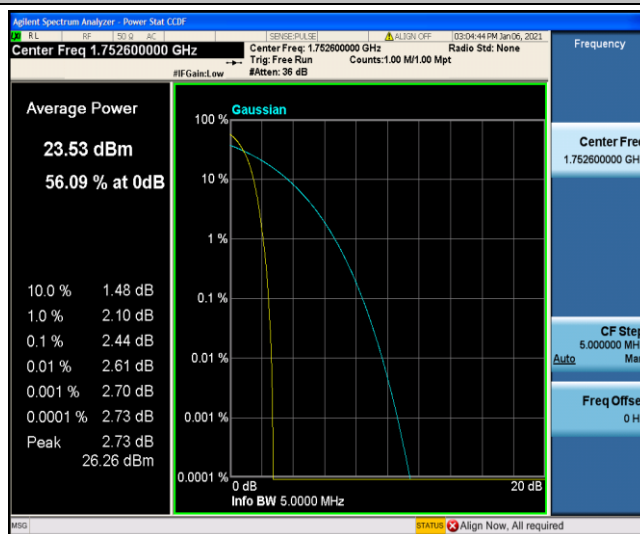 Agilent Spectrum Analyzer - Power Stat CCDF
RL RF 50 Ω AC SENSE:PULSE ALIGN OFF 03:04:44 PM Jan 06, 2021
Center Freq 1.752600000 GHz
Center Freq: 1.752600000 GHz Radio Std: None
Trig: Free Run Counts:1.00 M/1.00 Mpt
#IFGain:Low #Atten: 36 dB
Frequency
Average Power
23.53 dBm
56.09 % at 0dB
10.0 % 1.48 dB
1.0 % 2.10 dB
0.1 % 2.44 dB
0.01 % 2.61 dB
0.001 % 2.70 dB
0.0001 % 2.73 dB
Peak 2.73 dB
26.26 dBm
Gaussian
100 %
10 %
1 %
0.1 %
0.01 %
0.001 %
0.0001 %
0 dB 20 dB
Info BW 5.0000 MHz
Center Freq
1.752600000 GH
CF Step
5.000000 MH
Auto Ma
Freq Offse
0 H
MSG STATUS Align Now, All required